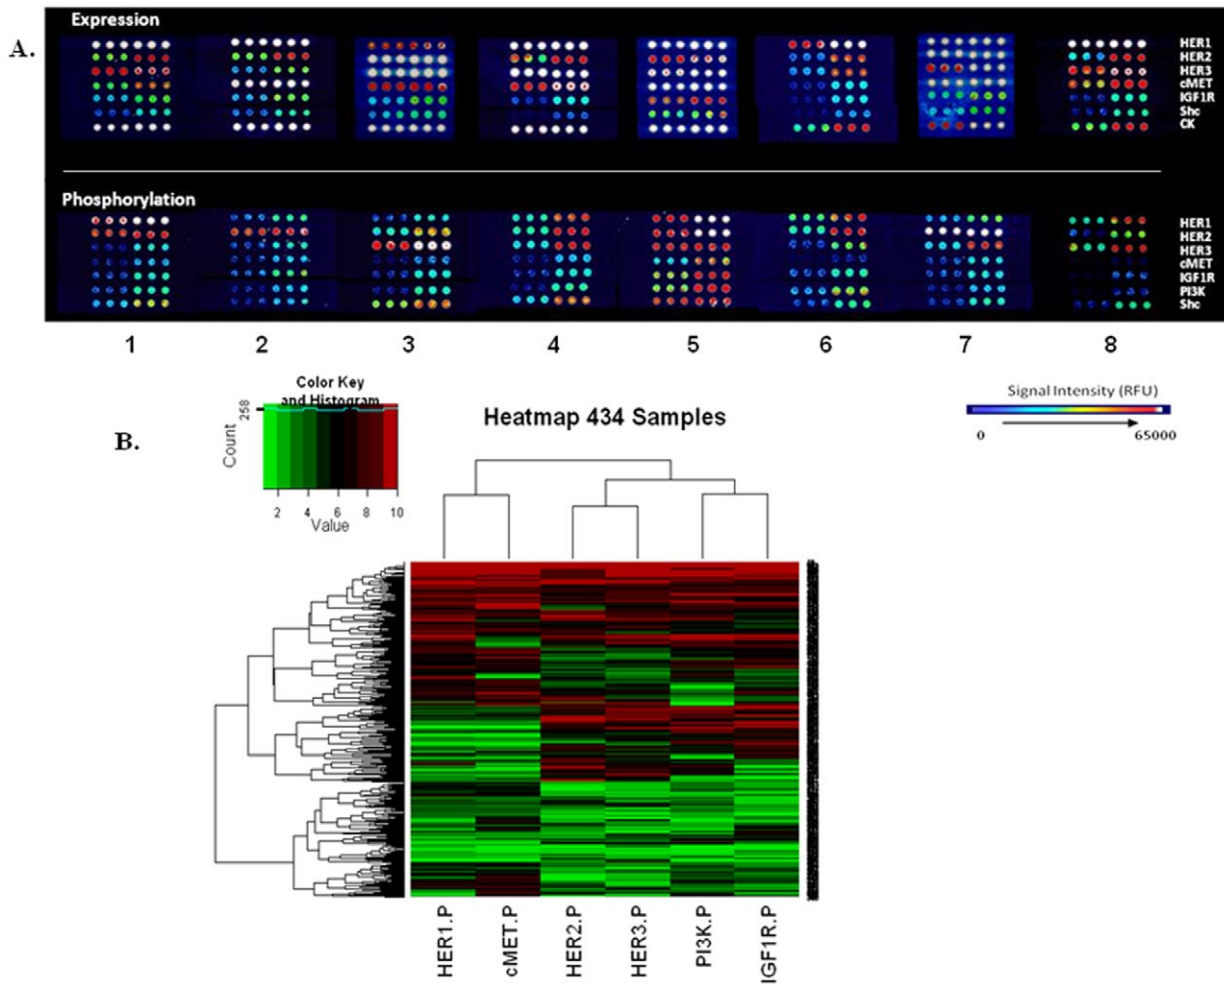 A.
Expression
HER1
HER2
HER3
cMET
IGF1R
Shc
CK
Phosphorylation
HER1
HER2
HER3
cMET
IGF1R
PI3K
Shc
1 2 3 4 5 6 7 8
Signal Intensity (RFU)
0 65000
B.
Color Key
and Histogram
258
Count
2 4 6 8 10
Value
Heatmap 434 Samples
HER1.P
cMET.P
HER2.P
HER3.P
PI3K.P
IGF1R.P